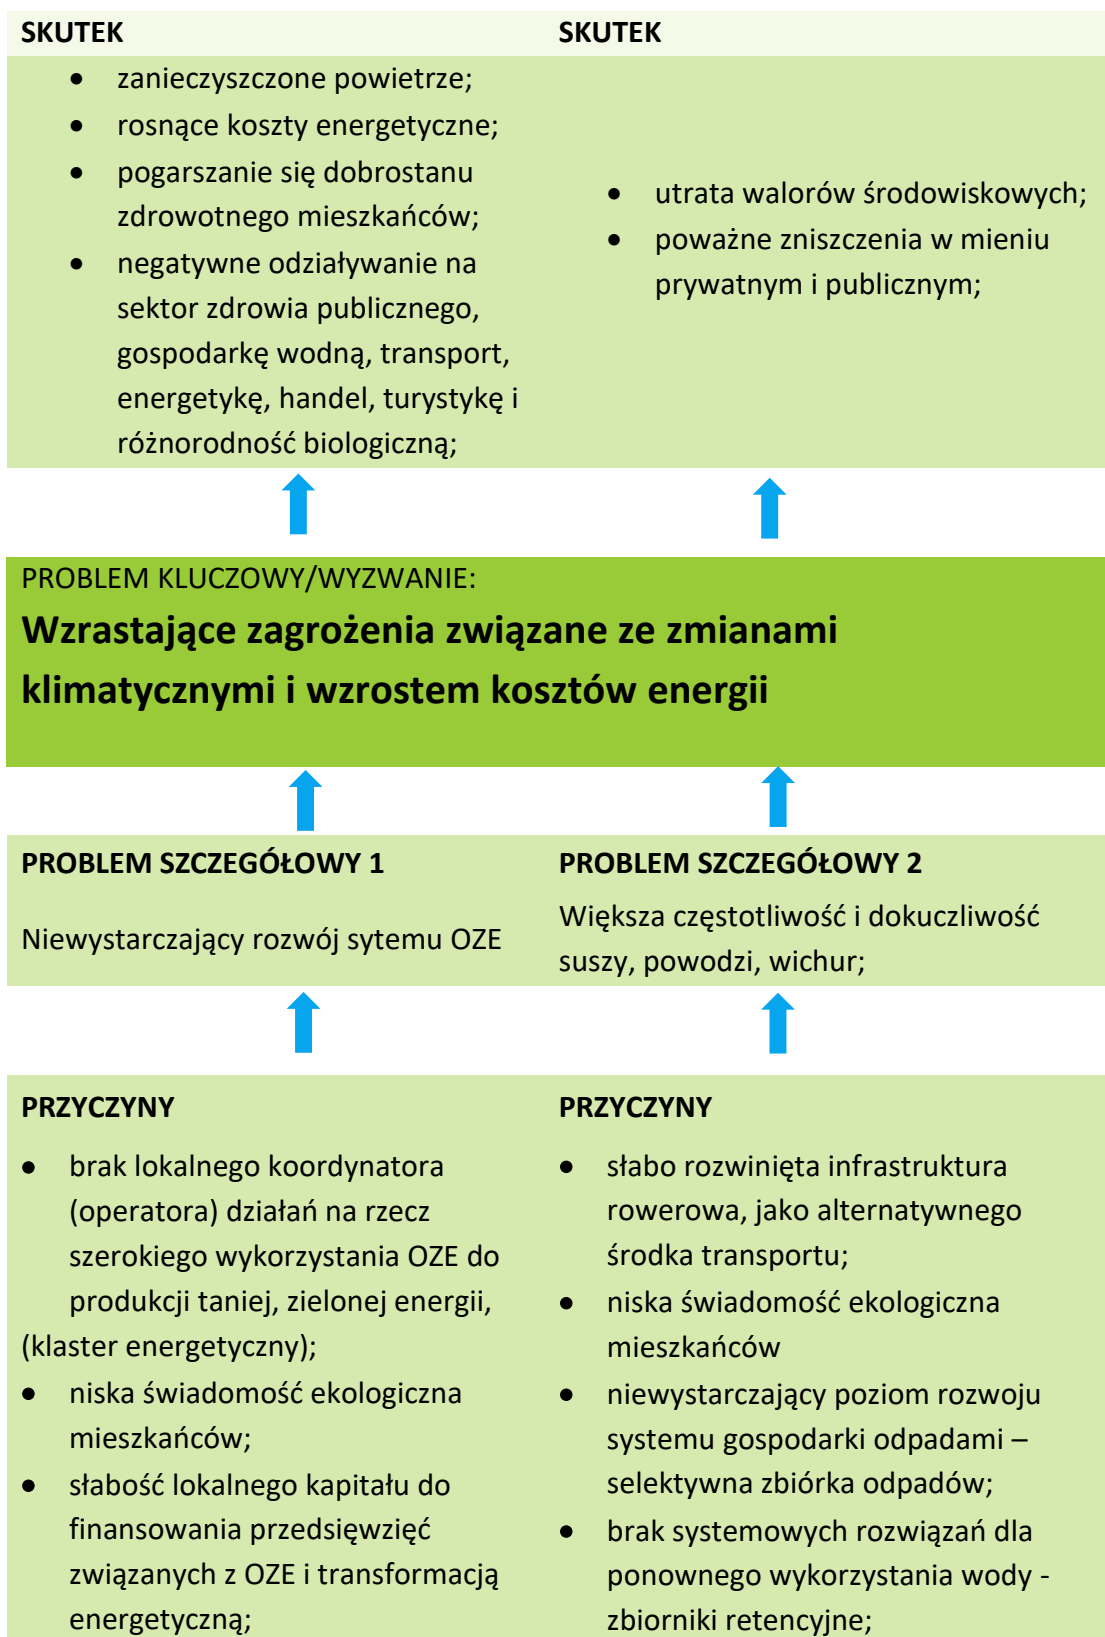 SKUTEK
zanieczyszczone powietrze;
rosnące koszty energetyczne;
pogarszanie się dobrostanu
zdrowotnego mieszkańców;
negatywne odziaływanie na
sektor zdrowia publicznego,
gospodarkę wodną, transport,
energetykę, handel, turystykę i
różnorodność biologiczną;
SKUTEK
utrata walorów środowiskowych;
poważne zniszczenia w mieniu
prywatnym i publicznym;
PROBLEM KLUCZOWY/WYZWANIE:
Wzrastające zagrożenia związane ze zmianami
klimatycznymi i wzrostem kosztów energii
PROBLEM SZCZEGÓŁOWY 1
Niewystarczający rozwój sytemu OZE
PROBLEM SZCZEGÓŁOWY 2
Większa częstotliwość i dokuczliwość
suszy, powodzi, wichur;
PRZYCZYNY
brak lokalnego koordynatora
(operatora) działań na rzecz
szerokiego wykorzystania OZE do
produkcji taniej, zielonej energii,
(klaster energetyczny);
niska świadomość ekologiczna
mieszkańców;
słabość lokalnego kapitału do
finansowania przedsięwzięć
związanych z OZE i transformacją
energetyczną;
PRZYCZYNY
słabo rozwinięta infrastruktura
rowerowa, jako alternatywnego
środka transportu;
niska świadomość ekologiczna
mieszkańców
niewystarczający poziom rozwoju
systemu gospodarki odpadami –
selektywna zbiórka odpadów;
brak systemowych rozwiązań dla
ponownego wykorzystania wody -
zbiorniki retencyjne;